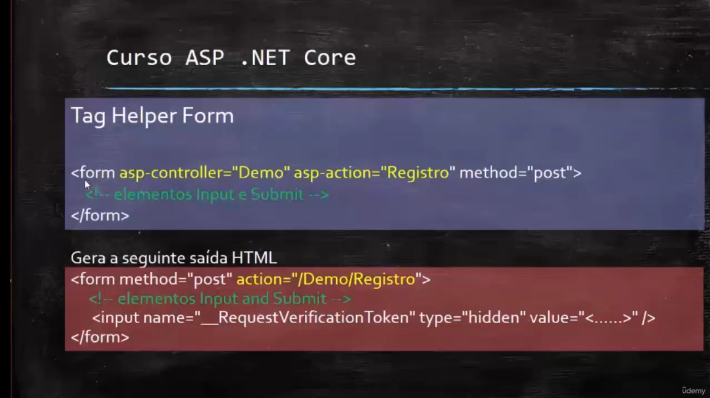 Curso ASP .NET Core
Tag Helper Form
<form asp-controller="Demo" asp-action="Registro" method="post">
<!-- elementos Input e Submit -->
</form>
Gera a seguinte saída HTML
<form method="post" action="/Demo/Registro">
<!-- elementos Input and Submit -->
<input name="__RequestVerificationToken" type="hidden" value="<......>" />
</form>
ûdemy